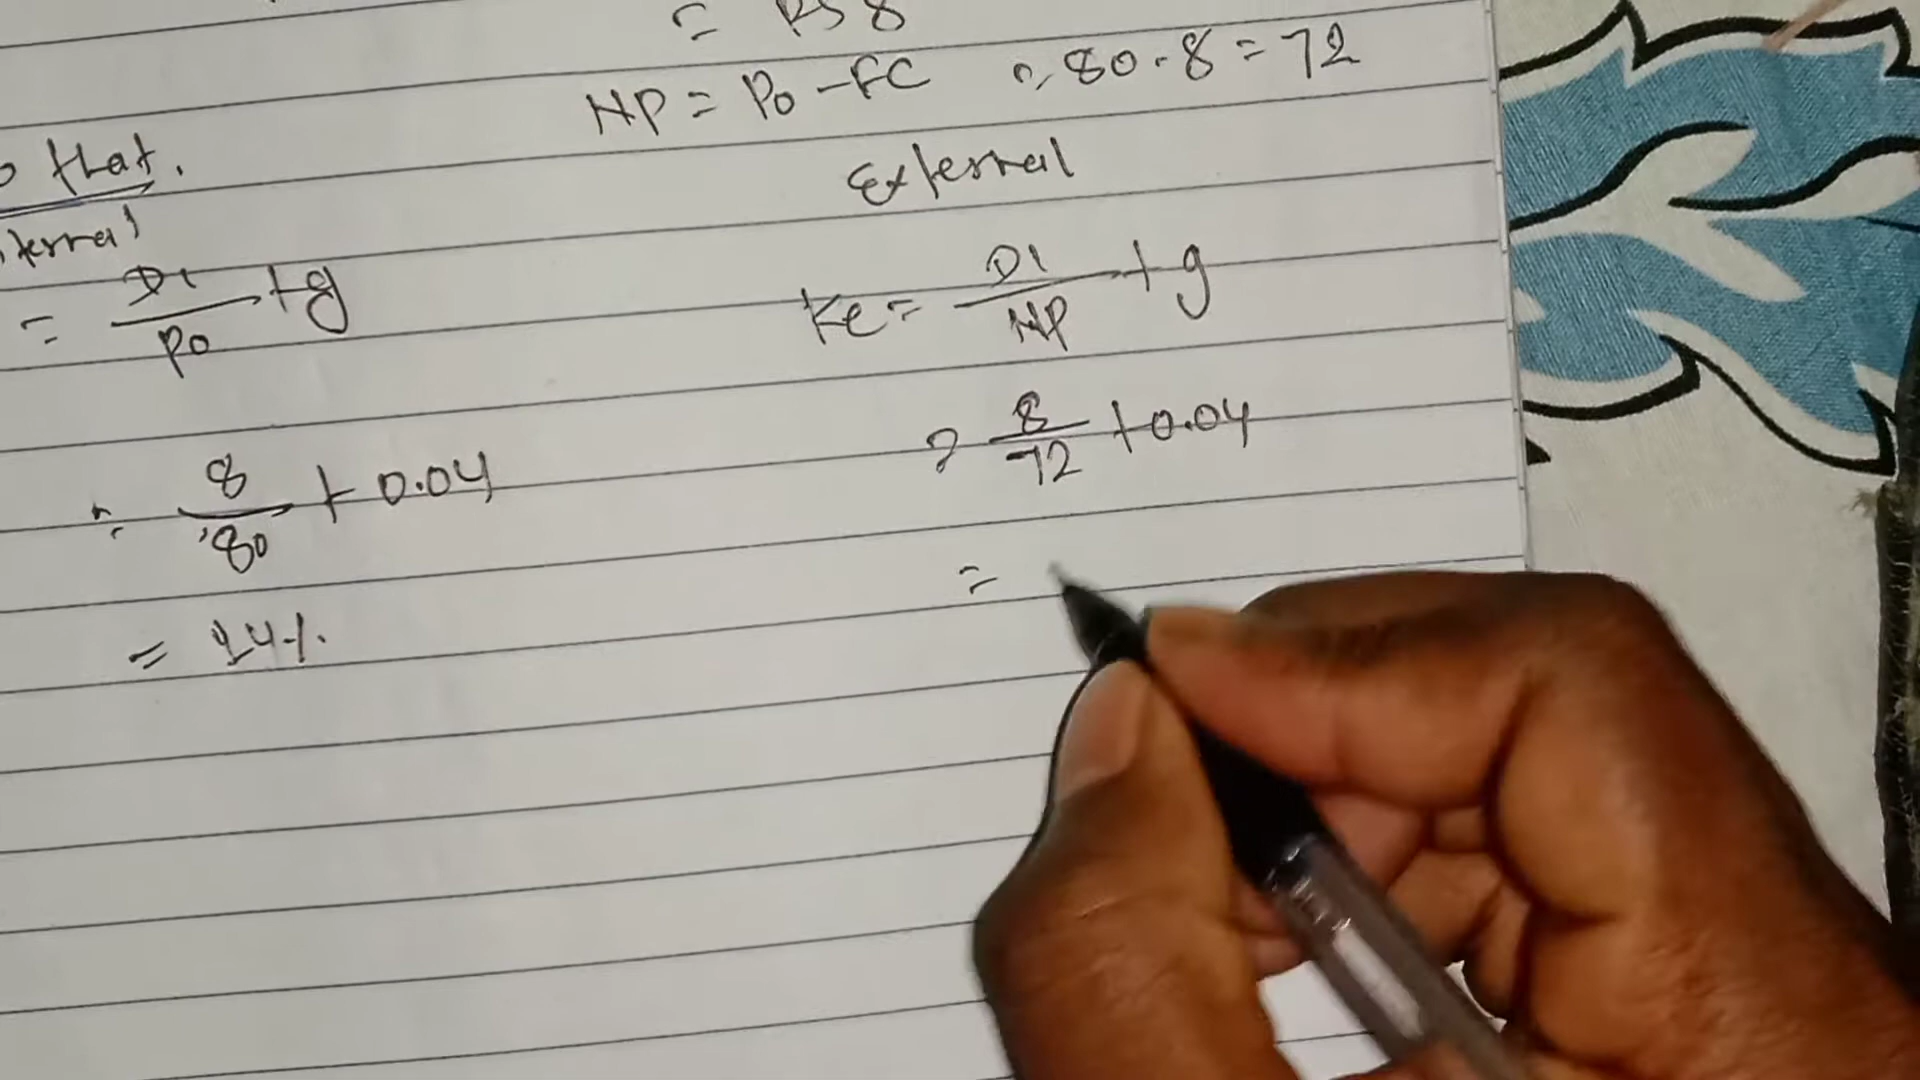 = RS 8
NP = Po - FC = 80 - 8 = 72
that.
External
= D1/Po + g
Ke = D1/NP + g
= 8/80 + 0.04
= 8/72 + 0.04
= 14%
=